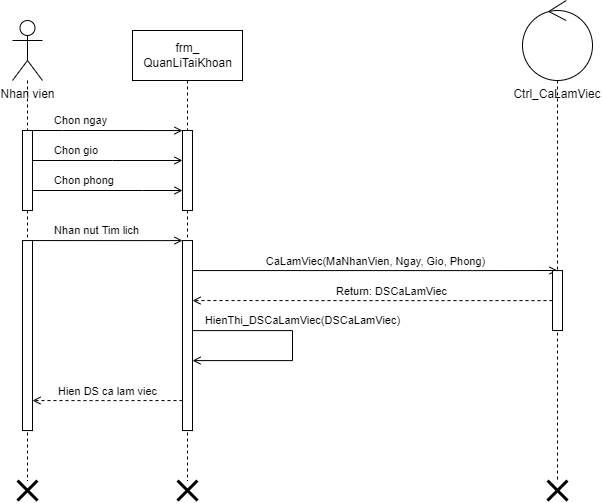 frm_
QuanLiTaiKhoan
Nhan vien
Ctrl_CaLamViec
Chon ngay
Chon gio
Chon phong
Nhan nut Tim lich
CaLamViec(MaNhanVien, Ngay, Gio, Phong)
Return: DSCaLamViec
HienThi_DSCaLamViec(DSCaLamViec)
Hien DS ca lam viec